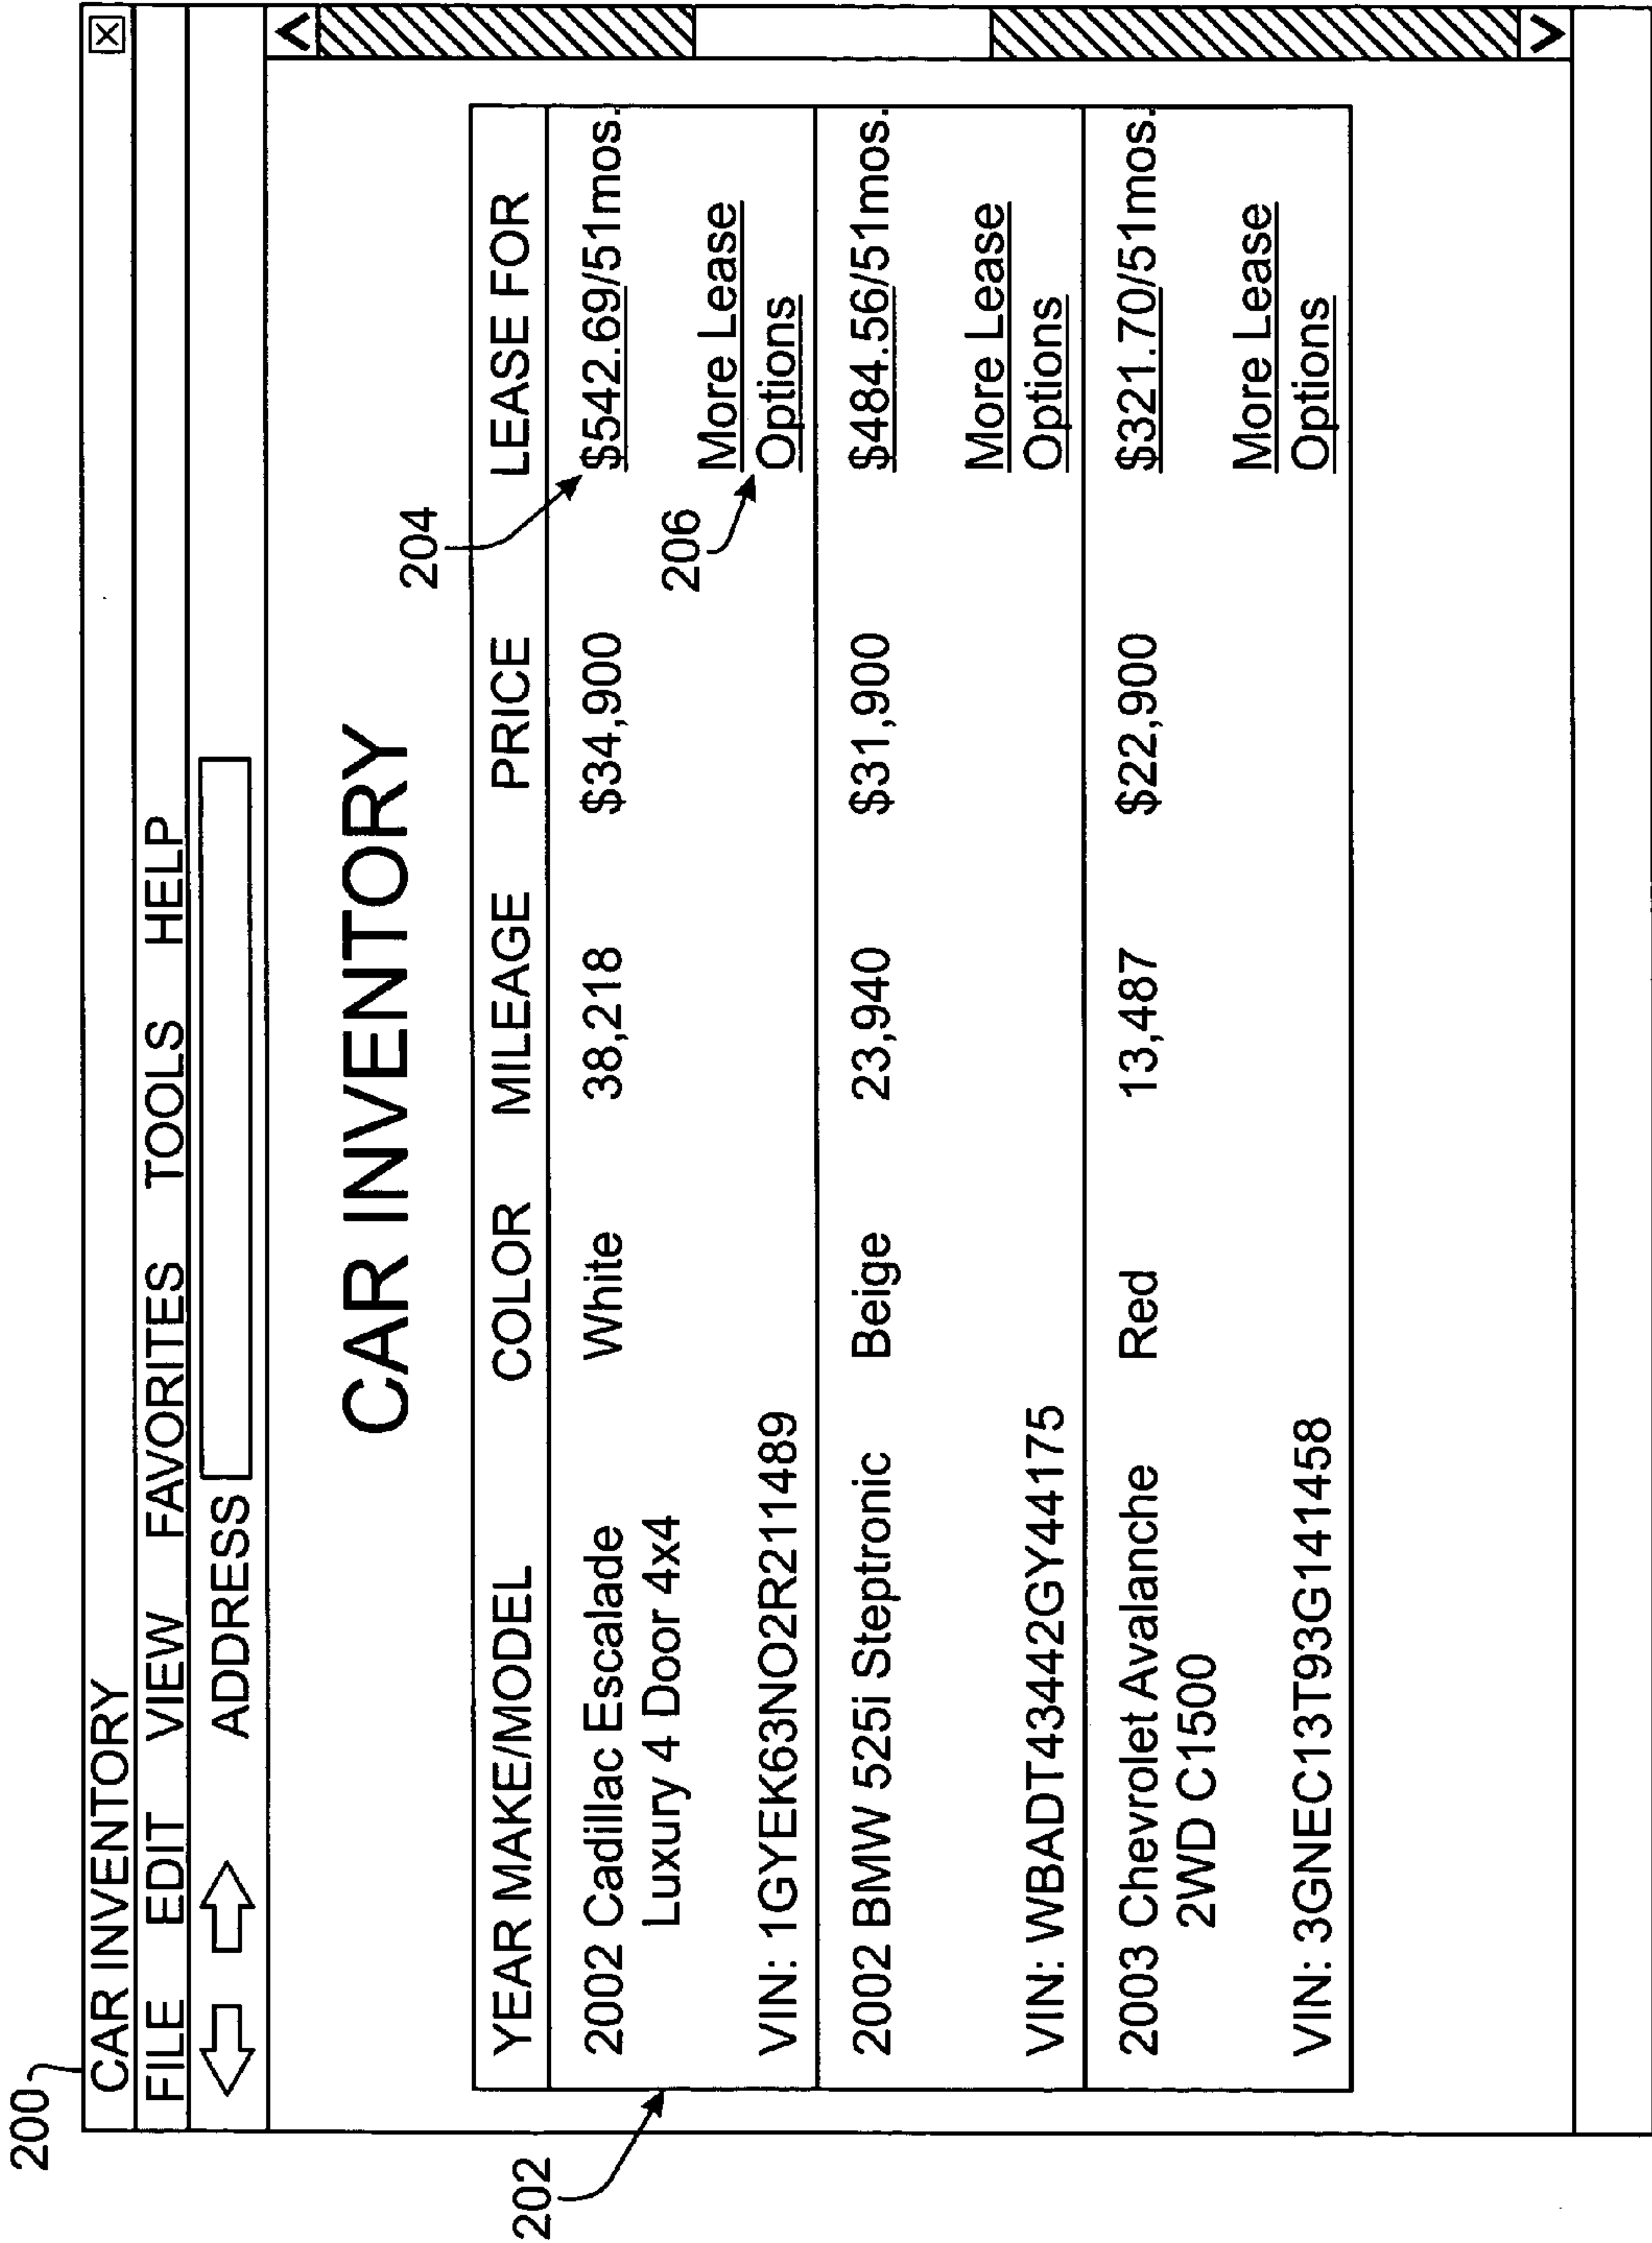 200
CAR INVENTORY
FILE EDIT VIEW FAVORITES TOOLS HELP
ADDRESS
CAR INVENTORY
204
YEAR MAKE/MODEL COLOR MILEAGE PRICE LEASE FOR
202
2002 Cadillac Escalade White 38,218 $34,900 $542.69/51mos.
Luxury 4 Door 4x4
206
More Lease
VIN: 1GYEK63NO2R211489 Options
2002 BMW 525i Steptronic Beige 23,940 $31,900 $484.56/51mos.
More Lease
VIN: WBADT43442GY44175 Options
2003 Chevrolet Avalanche Red 13,487 $22,900 $321.70/51mos.
2WD C1500
More Lease
VIN: 3GNEC13T93G141458 Options